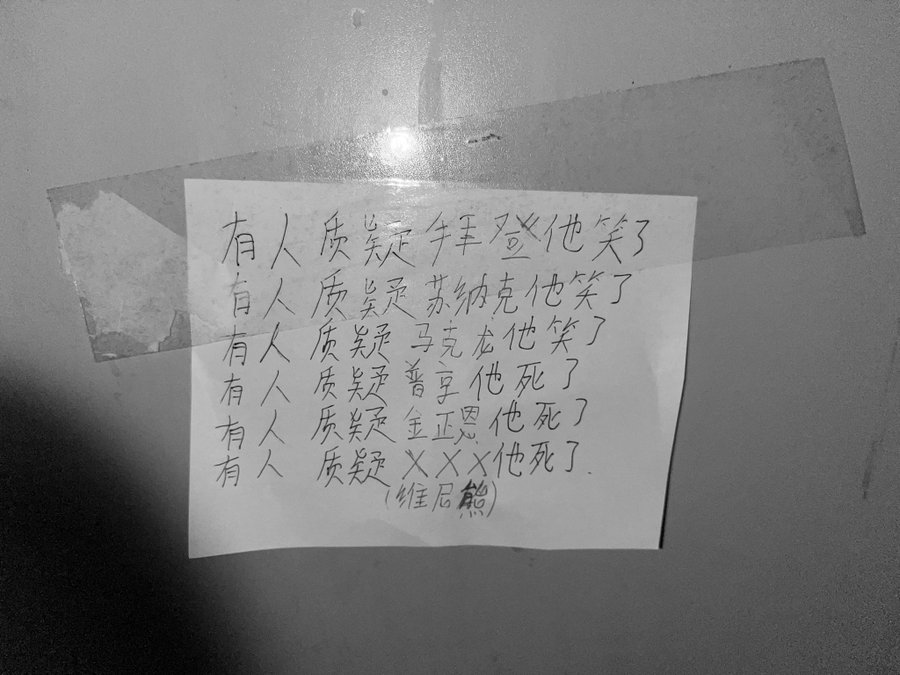 有人质疑拜登他笑了
有人质疑苏纳克他笑了
有人质疑马克龙他笑了
有人质疑普京他死了
有人质疑金正恩他死了
有人质疑XXX他死了.
(维尼熊)